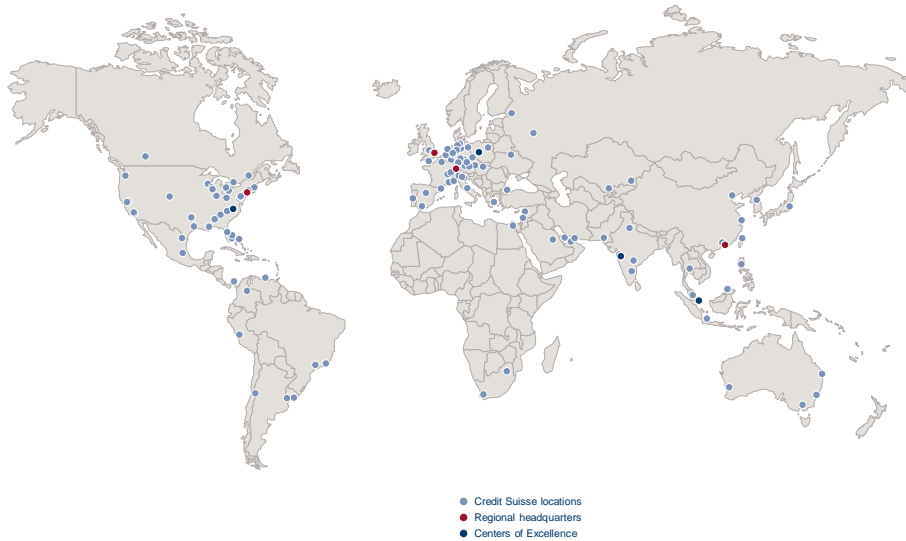 Credit Suisse locations
Regional headquarters
Centers of Excellence